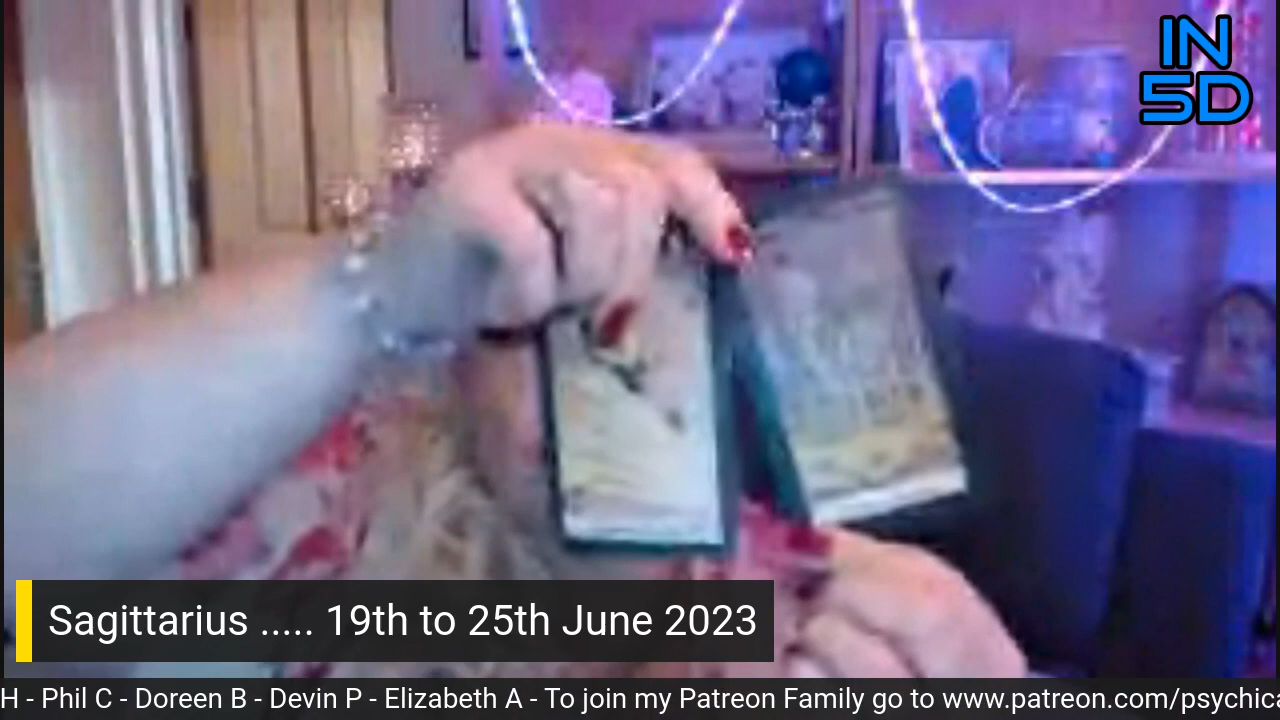 IN
5D
Sagittarius ..... 19th to 25th June 2023
H - Phil C - Doreen B - Devin P - Elizabeth A - To join my Patreon Family go to www.patreon.com/psychica